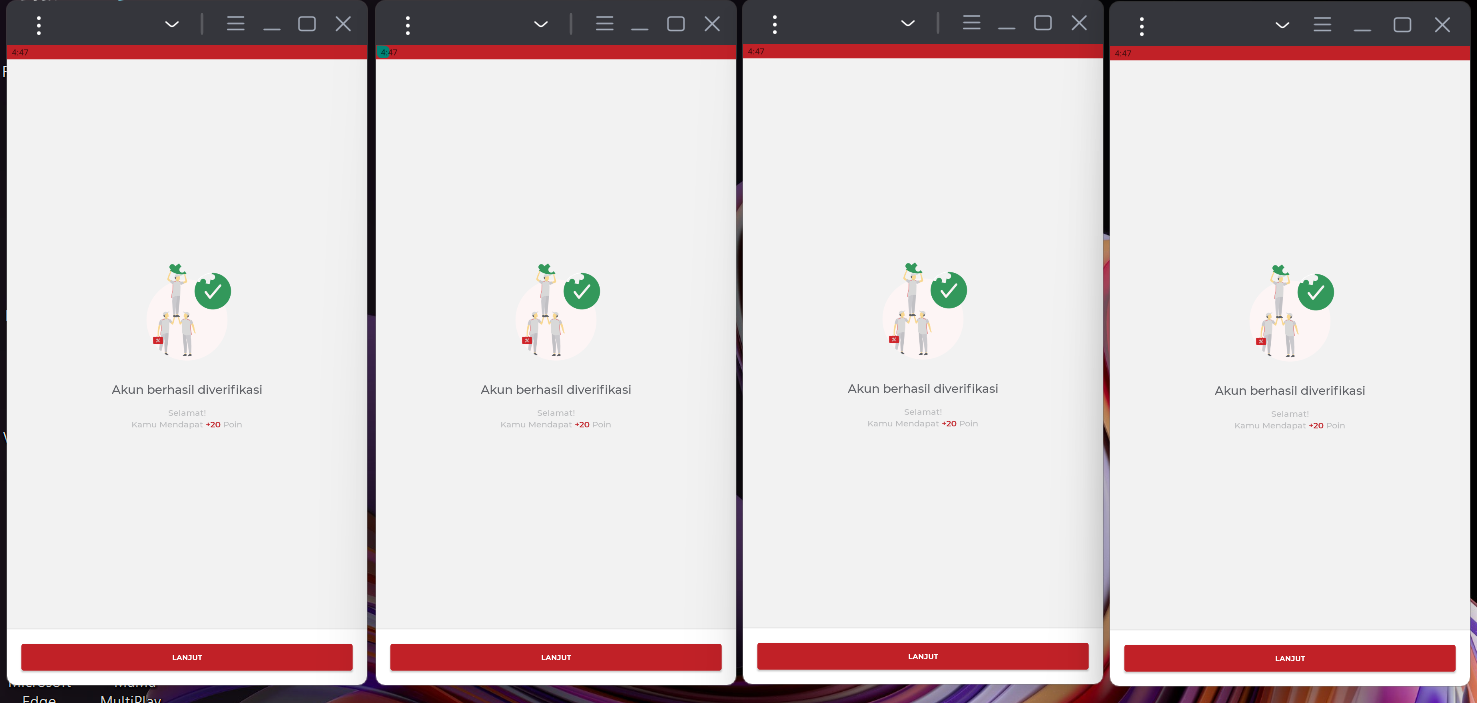 4:47
Akun berhasil diverifikasi
Selamat!
Kamu Mendapat +20 Poin
LANJUT
4:47
Akun berhasil diverifikasi
Selamat!
Kamu Mendapat +20 Poin
LANJUT
4:47
Akun berhasil diverifikasi
Selamat!
Kamu Mendapat +20 Poin
LANJUT
4:47
Akun berhasil diverifikasi
Selamat!
Kamu Mendapat +20 Poin
LANJUT
Microsoft
Edge
MultiPlay